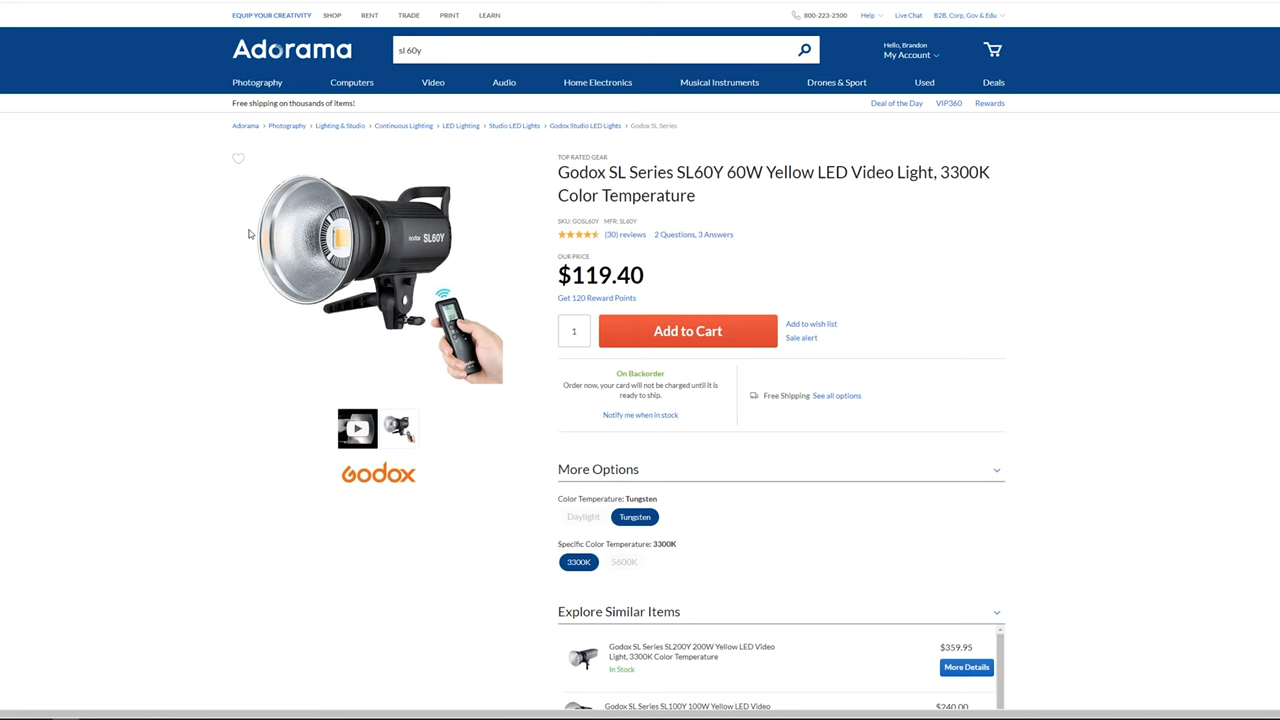 EQUIP YOUR CREATIVITY SHOP RENT TRADE PRINT LEARN
800-223-2500 Help Live Chat B2B, Corp, Gov & Edu
Adorama
sl 60y
Hello, Brandon
My Account
Photography Computers Video Audio Home Electronics Musical Instruments Drones & Sport Used Deals
Free shipping on thousands of items!
Deal of the Day VIP360 Rewards
Adorama > Photography > Lighting & Studio > Continuous Lighting > LED Lighting > Studio LED Lights > Godox Studio LED Lights > Godox SL Series
TOP RATED GEAR
Godox SL Series SL60Y 60W Yellow LED Video Light, 3300K
Color Temperature
SKU: GOSL60Y MFR: SL60Y
(30) reviews 2 Questions, 3 Answers
OUR PRICE
$119.40
Get 120 Reward Points
1
Add to Cart
Add to wish list
Sale alert
On Backorder
Order now, your card will not be charged until it is
ready to ship.
Notify me when in stock
Free Shipping See all options
Godox SL60Y
Godox
More Options
Color Temperature: Tungsten
Daylight Tungsten
Specific Color Temperature: 3300K
3300K 5600K
Explore Similar Items
Godox SL Series SL200Y 200W Yellow LED Video
Light, 3300K Color Temperature
In Stock
$359.95
More Details
Godox SL Series SL100Y 100W Yellow LED Video
$240.00